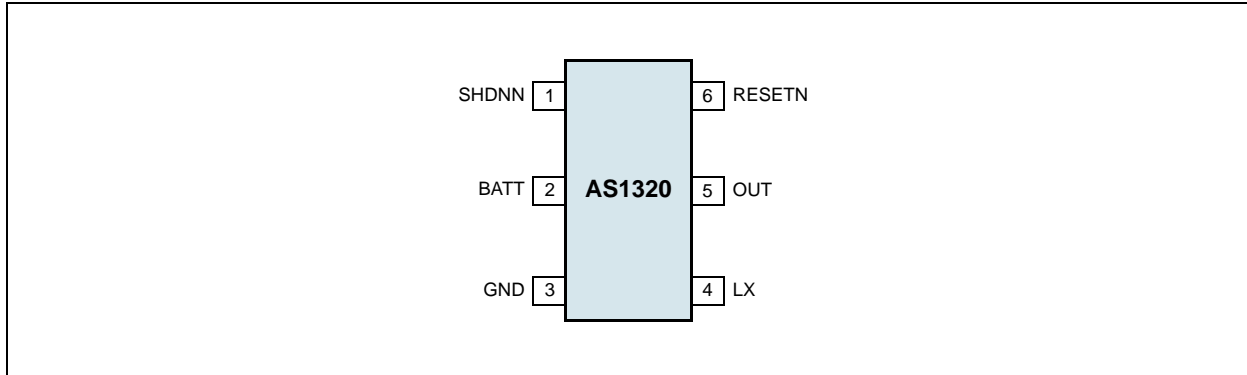 SHDNN 1 6 RESETN
BATT 2 AS1320 5 OUT
GND 3 4 LX